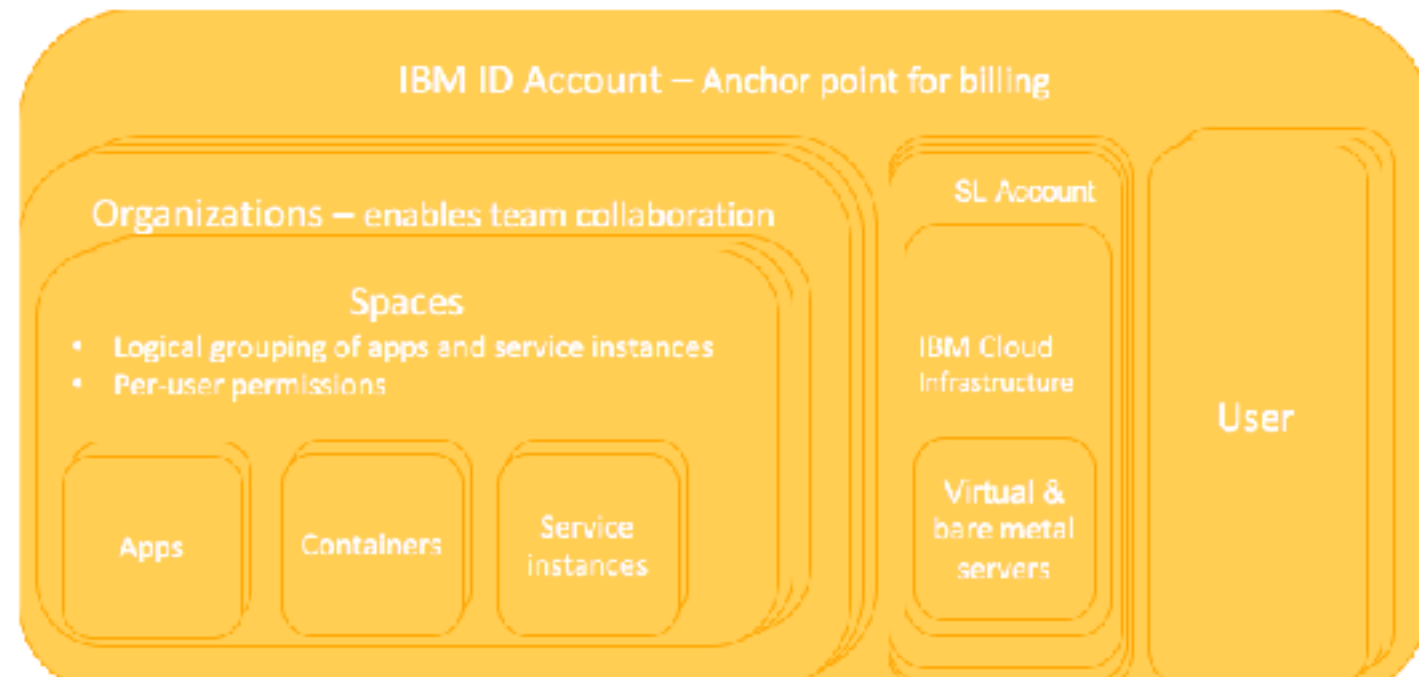 IBM ID Account – Anchor point for billing
Organizations – enables team collaboration
Spaces
• Logical grouping of apps and service instances
• Per-user permissions
Apps
Containers
Service
instances
SL Account
IBM Cloud
Infrastructure
Virtual &
bare metal
servers
User